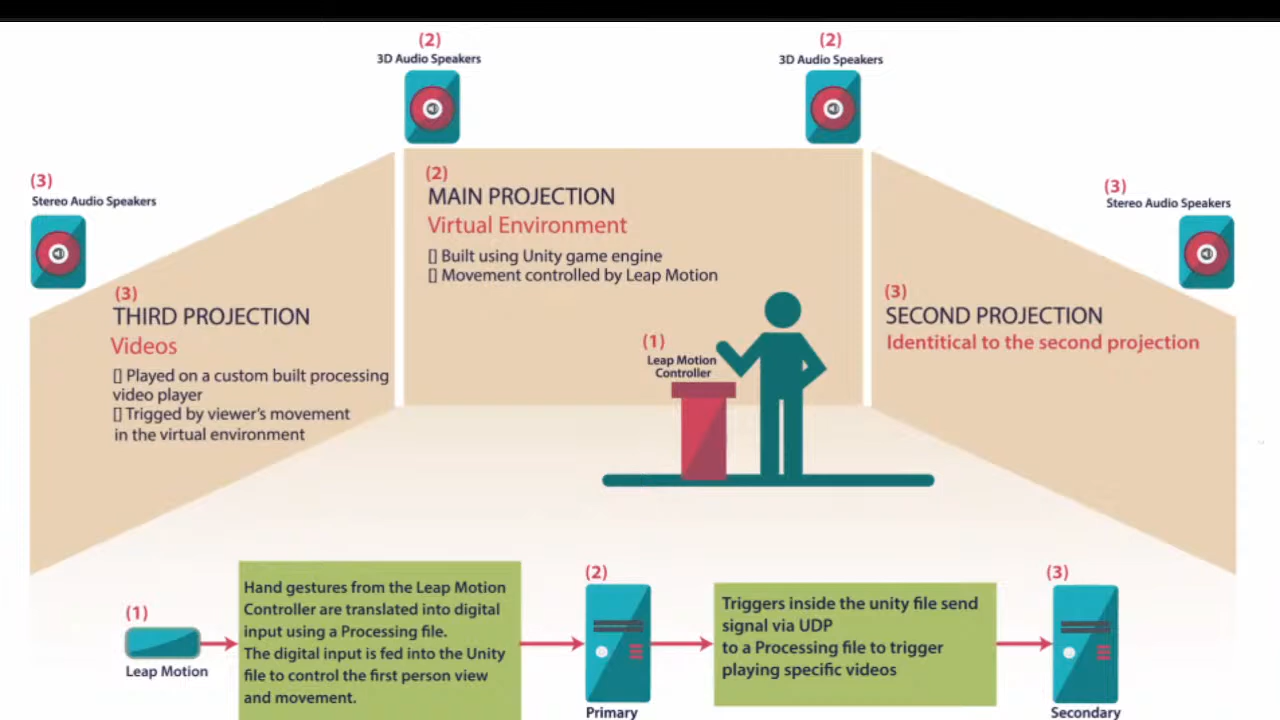 (2)
3D Audio Speakers
(2)
3D Audio Speakers
(3)
Stereo Audio Speakers
(3)
Stereo Audio Speakers
(2)
MAIN PROJECTION
Virtual Environment
[] Built using Unity game engine
[] Movement controlled by Leap Motion
(3)
THIRD PROJECTION
Videos
[] Played on a custom built processing
video player
[] Trigged by viewer's movement
in the virtual environment
(1)
Leap Motion
Controller
(3)
SECOND PROJECTION
Identitical to the second projection
(1)
Leap Motion
Hand gestures from the Leap Motion
Controller are translated into digital
input using a Processing file.
The digital input is fed into the Unity
file to control the first person view
and movement.
(2)
Primary
Triggers inside the unity file send
signal via UDP
to a Processing file to trigger
playing specific videos
(3)
Secondary